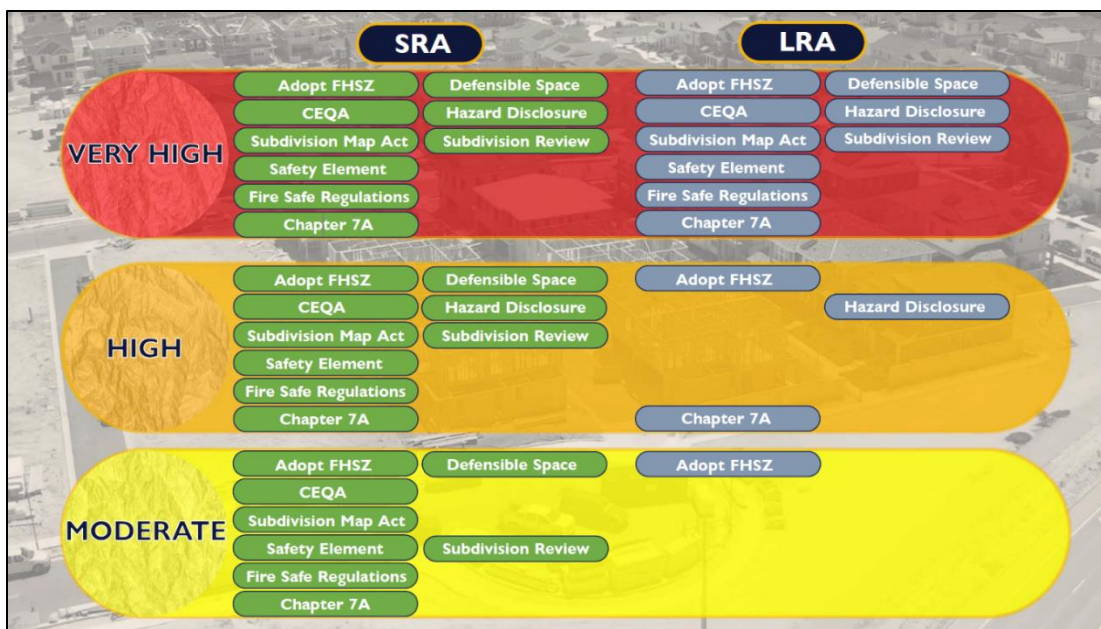 SRA LRA
VERY HIGH
Adopt FHSZ Defensible Space Adopt FHSZ Defensible Space
CEQA Hazard Disclosure CEQA Hazard Disclosure
Subdivision Map Act Subdivision Review Subdivision Map Act Subdivision Review
Safety Element Safety Element
Fire Safe Regulations Fire Safe Regulations
Chapter 7A Chapter 7A
HIGH
Adopt FHSZ Defensible Space Adopt FHSZ
CEQA Hazard Disclosure Hazard Disclosure
Subdivision Map Act Subdivision Review
Safety Element
Fire Safe Regulations
Chapter 7A Chapter 7A
MODERATE
Adopt FHSZ Defensible Space Adopt FHSZ
CEQA
Subdivision Map Act
Safety Element Subdivision Review
Fire Safe Regulations
Chapter 7A